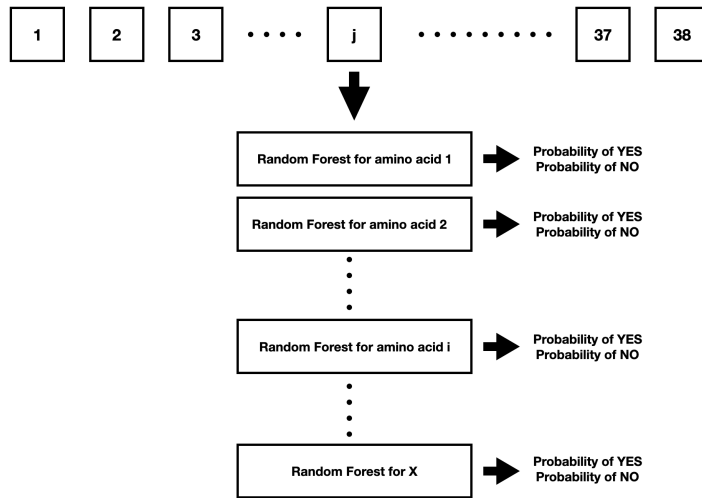 1 2 3 j 37 38
Random Forest for amino acid 1
Probability of YES
Probability of NO
Random Forest for amino acid 2
Probability of YES
Probability of NO
Random Forest for amino acid i
Probability of YES
Probability of NO
Random Forest for X
Probability of YES
Probability of NO